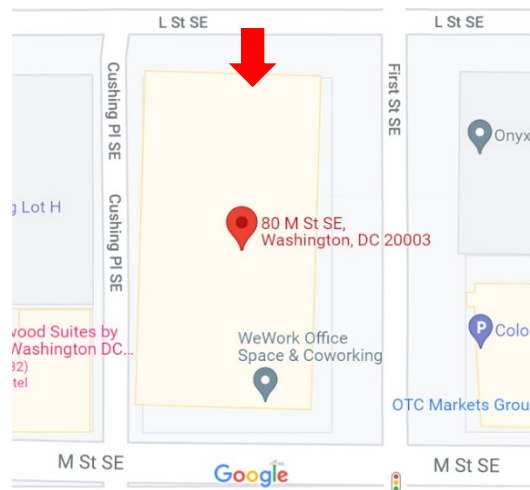 L St SE
L St SE
Cushing Pl SE
First St SE
Onyx
g Lot H
Cushing Pl SE
80 M St SE,
Washington, DC 20003
wood Suites by
Washington DC...
32)
tel
WeWork Office
Space & Coworking
P
Colo
OTC Markets Grou
M St SE
Google
M St SE